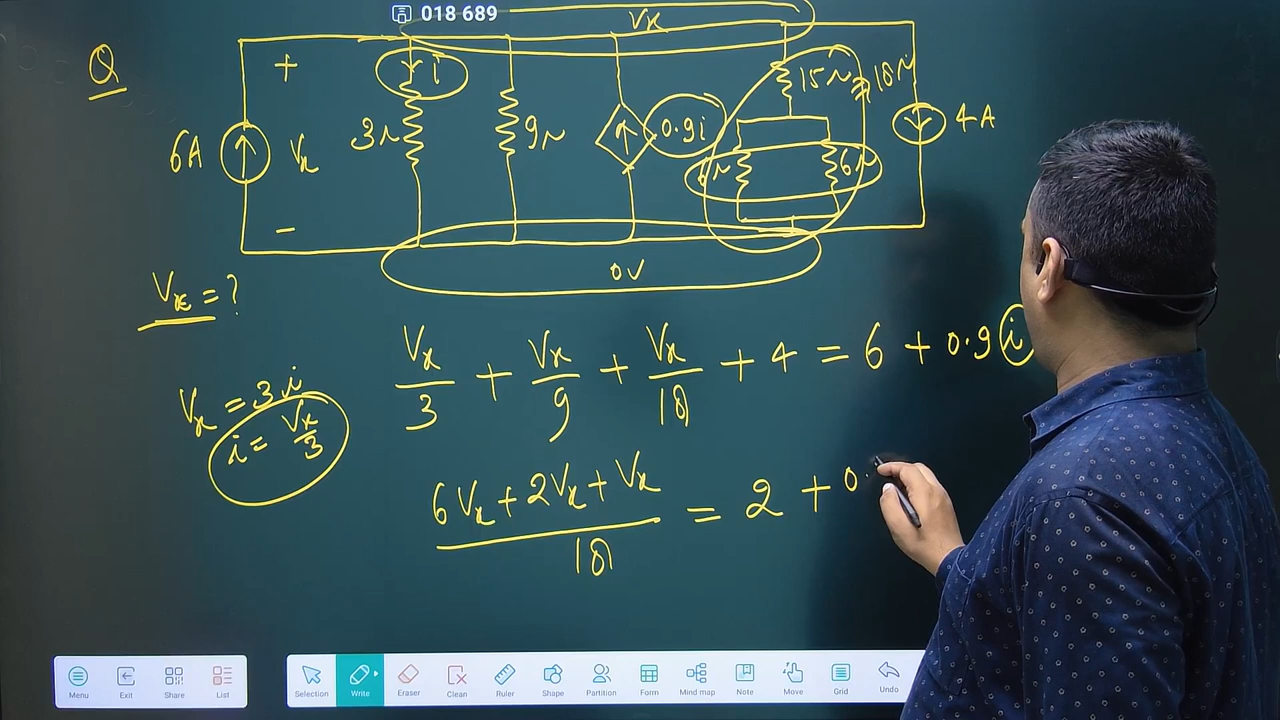 018 689
Q
Vx
+
i
15Ω
18Ω
6A
Vx
3Ω
9Ω
0.9i
4A
6Ω
-
0V
Vx = ?
Vx/3 + Vx/9 + Vx/18 + 4 = 6 + 0.9 i
Vx = 3i
i = Vx/3
6Vx + 2Vx + Vx / 18 = 2 + 0.
Menu Exit Share List Selection Write Eraser Clean Ruler Shape Partition Form Mind map Note Move Grid Undo